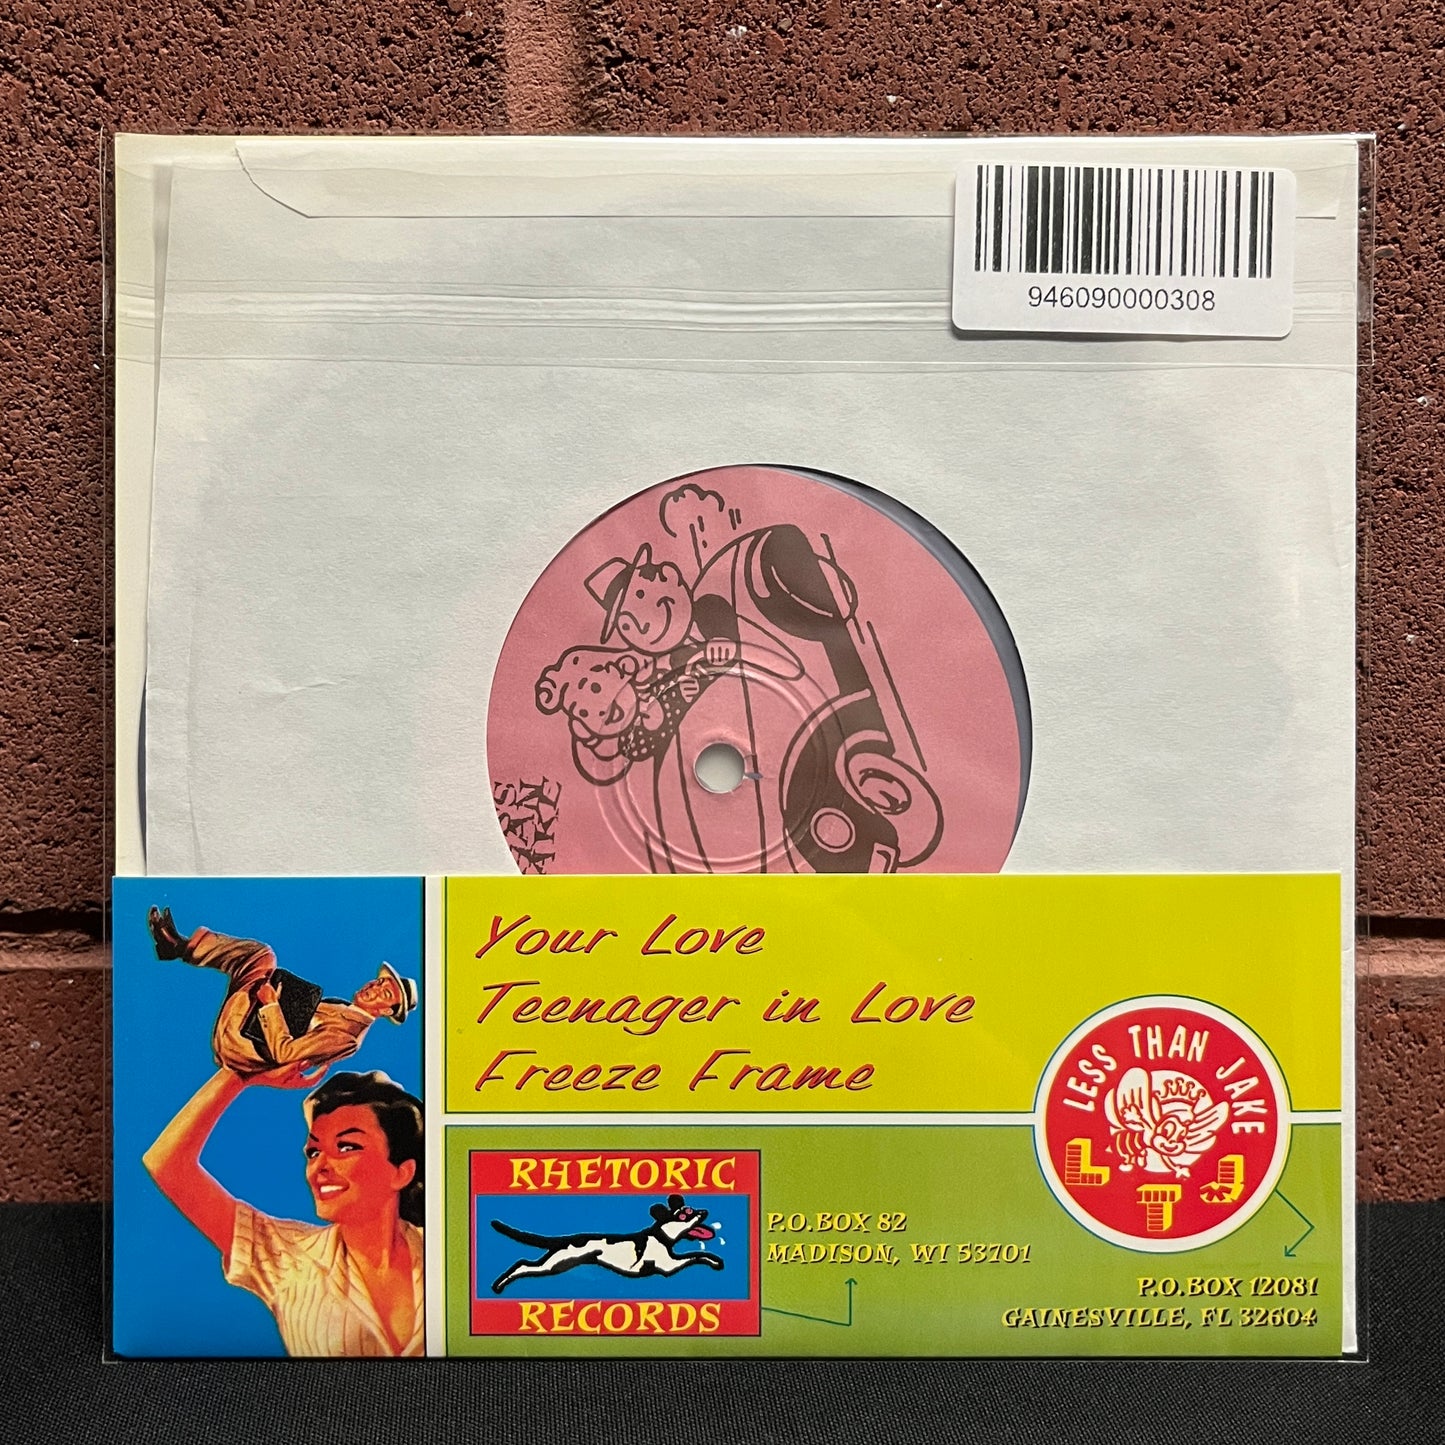 946090000308
Your Love
Teenager in Love
Freeze Frame
LESS THAN JAKE
LTJ
RHETORIC
RECORDS
P.O.BOX 82
MADISON, WI 53701
P.O.BOX 12081
GAINESVILLE, FL 32604